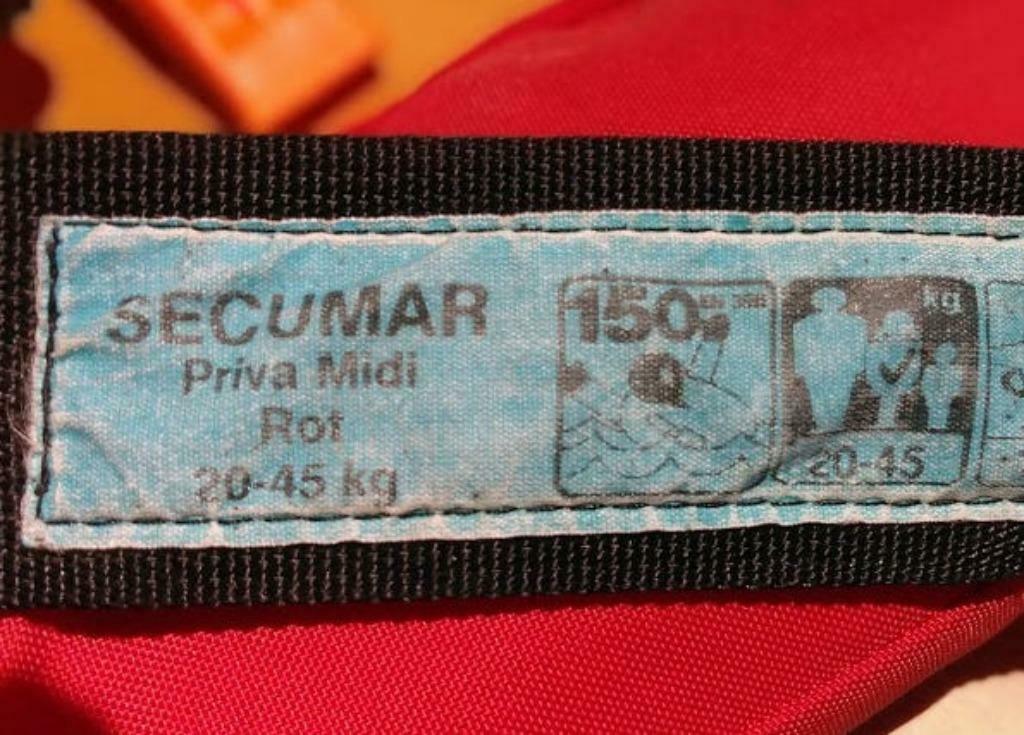 SECUMAR
Priva Midi
Rot
20-45 kg
150
kg
20-45